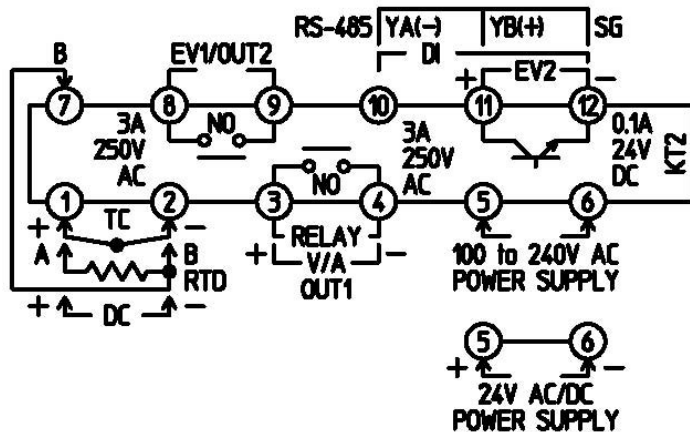 RS-485 YA(-) YB(+) SG
B EV1/OUT2 DI
+ EV2 -
7 8 9 10 11 12
3A 250V AC
NO
3A 250V AC
0.1A 24V DC
KT2
NO
1 2 3 4 5 6
+ TC -
A B
RTD
+ DC -
+ RELAY -
V/A
OUT1
100 to 240V AC
POWER SUPPLY
5 6
+ -
24V AC/DC
POWER SUPPLY